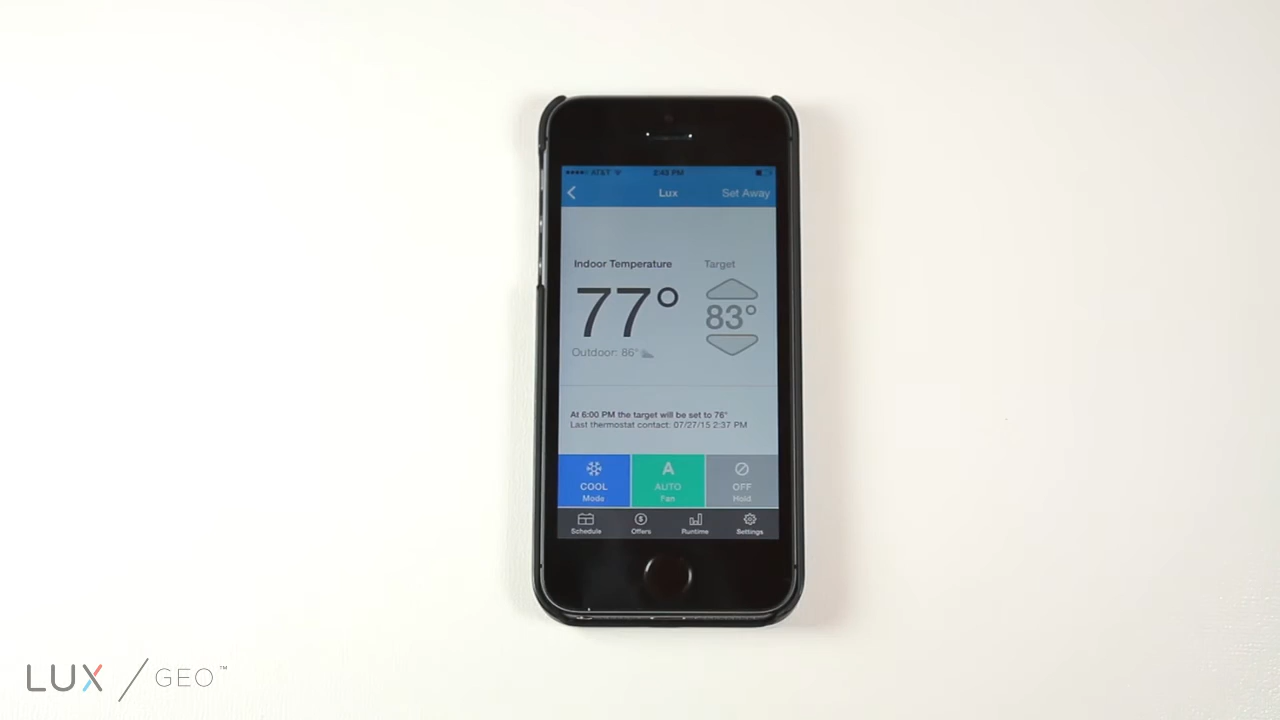 AT&T 2:43 PM
Lux Set Away
Indoor Temperature Target
77° 83°
Outdoor: 86°
At 6:00 PM the target will be set to 76°
Last thermostat contact: 07/27/15 2:37 PM
A
COOL AUTO OFF
Mode Fan Hold
$
Schedule Offers Runtime Settings
LUX / GEO™